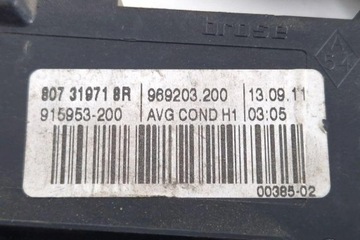 brose
807 31971 8R 969203.200 13.09.11
915953-200 AVG COND H1 03:05
00385-02